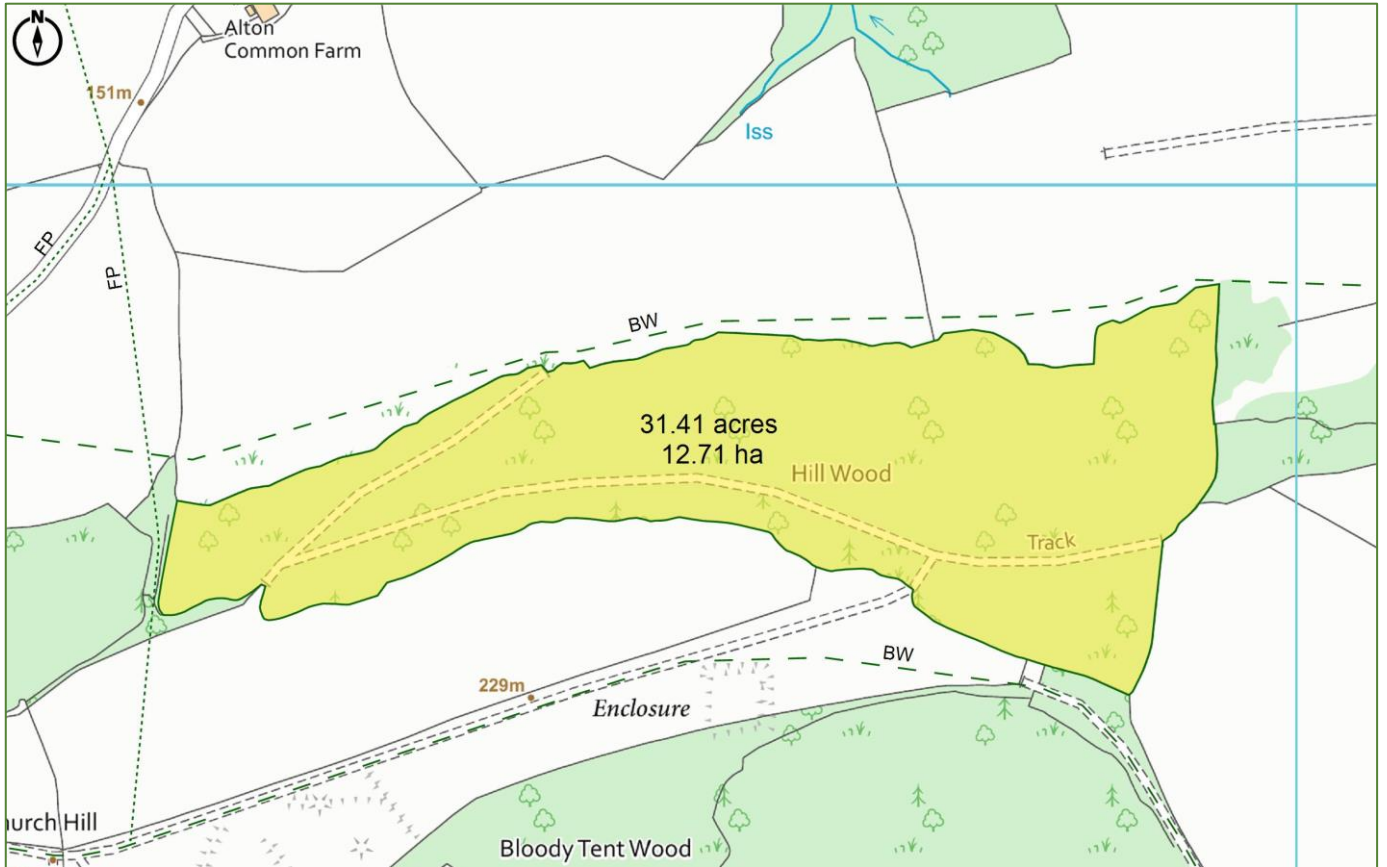 N
Alton
Common Farm
151m
Iss
FP
FP
BW
31.41 acres
12.71 ha
Hill Wood
Track
BW
229m
Enclosure
hurch Hill
Bloody Tent Wood